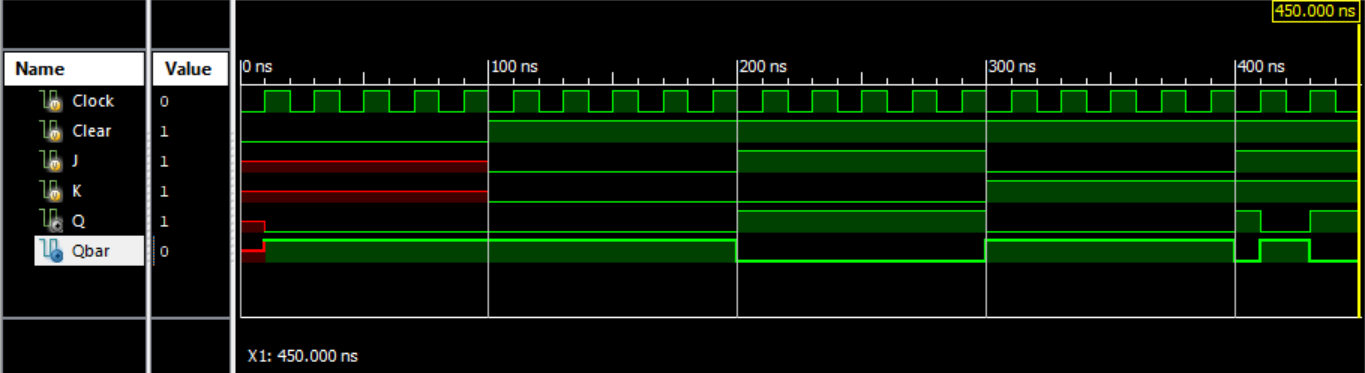 450.000 ns
Name Value
0 ns 100 ns 200 ns 300 ns 400 ns
Clock 0
Clear 1
J 1
K 1
Q 1
Qbar 0
X1: 450.000 ns